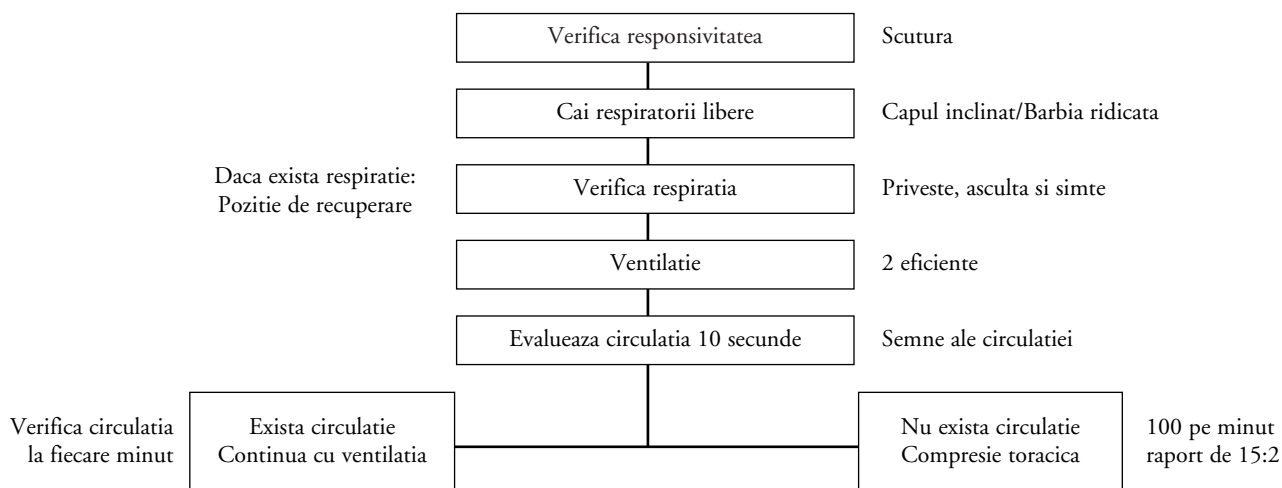 Verifica responsivitatea
Scutura
Cai respiratorii libere
Capul inclinat/Barbia ridicata
Daca exista respiratie:
Pozitie de recuperare
Verifica respiratia
Priveste, asculta si simte
Ventilatie
2 eficiente
Evalueaza circulatia 10 secunde
Semne ale circulatiei
Verifica circulatia
la fiecare minut
Exista circulatie
Continua cu ventilatia
Nu exista circulatie
Compresie toracica
100 pe minut
raport de 15:2